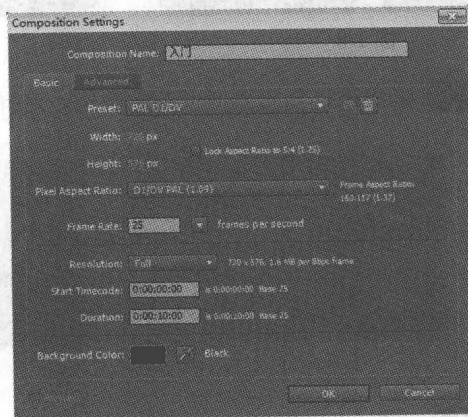 Composition Settings
Composition Name: 入门
Basic Advanced
Preset: PAL D1/DV
Width: 720 px
Lock Aspect Ratio to 5:4 (1.25)
Height: 576 px
Pixel Aspect Ratio: D1/DV PAL (1.09) Frame Aspect Ratio:
160:117 (1.37)
Frame Rate: 25 frames per second
Resolution: Full 720 x 576, 1.6 MB per 8bpc frame
Start Timecode: 0:00:00:00 is 0:00:00:00 Base 25
Duration: 0:00:10:00 is 0:00:10:00 Base 25
Background Color: Black
OK Cancel